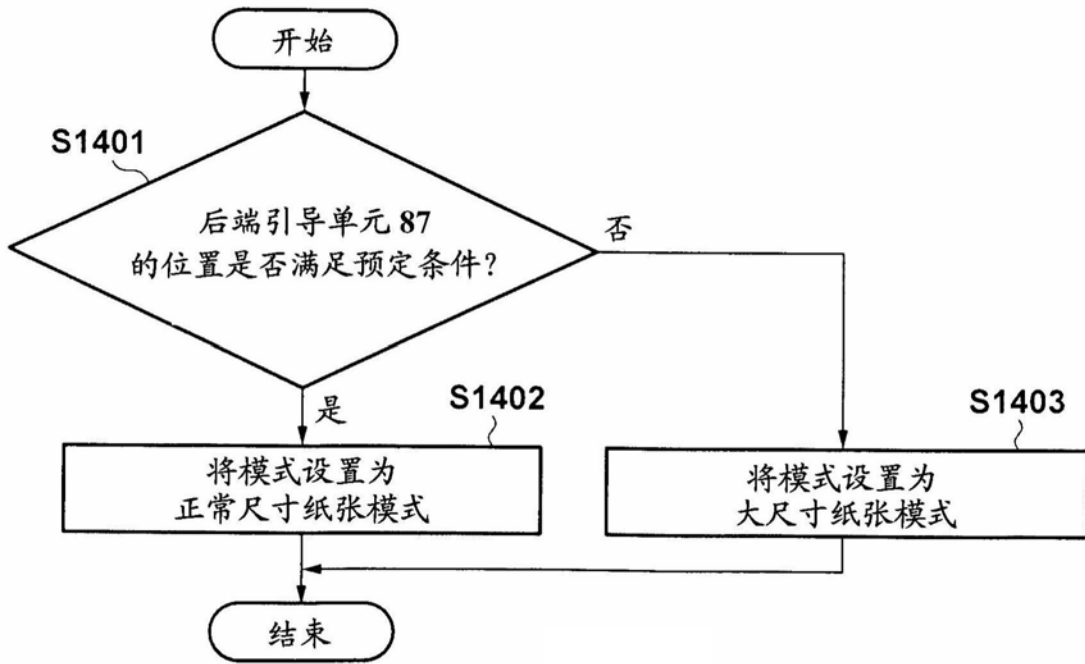 开始
S1401
后端引导单元 87
的位置是否满足预定条件?
否
是
S1402
将模式设置为
正常尺寸纸张模式
S1403
将模式设置为
大尺寸纸张模式
结束